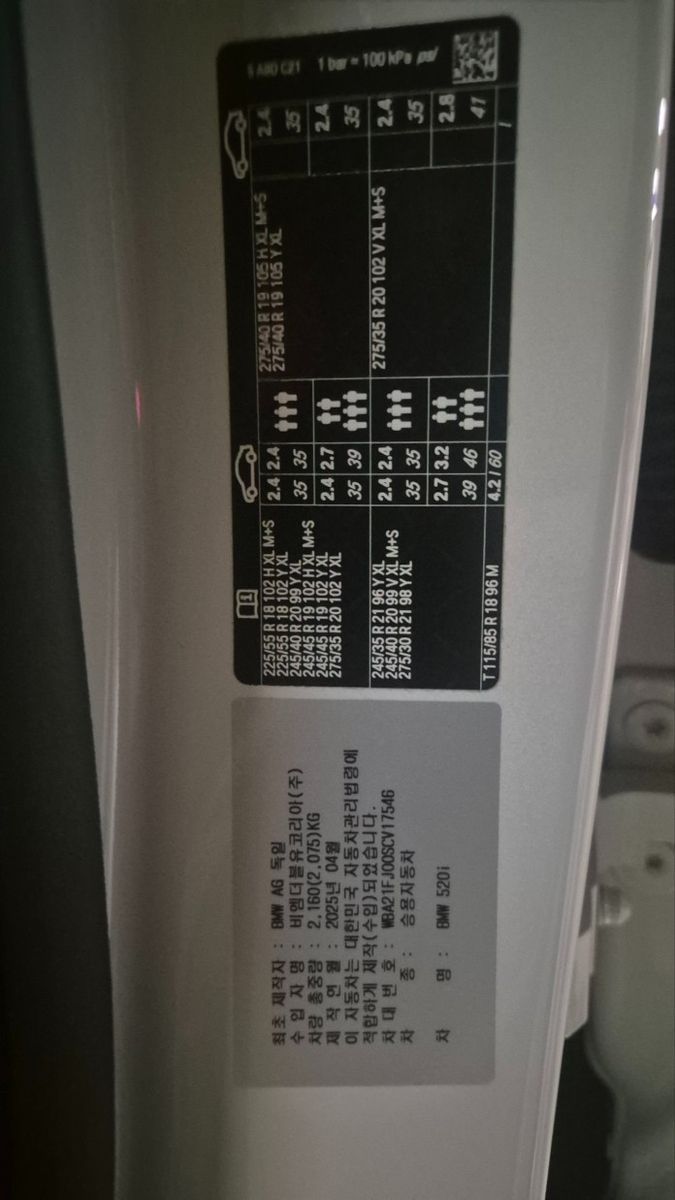 5 A80 C21 1 bar = 100 kPa psi/
225/55 R 18 102 H XL M+S
225/55 R 18 102 Y XL
245/40 R 20 99 Y XL
245/45 R 19 102 H XL M+S
245/45 R 19 102 Y XL
275/35 R 20 102 Y XL
2.4 2.4
35 35
2.4 2.7
35 39
275/40 R 19 105 H XL M+S
275/40 R 19 105 Y XL
2.4
35
2.4
35
245/35 R 21 96 Y XL
245/40 R 20 99 V XL M+S
275/30 R 21 98 Y XL
2.4 2.4
35 35
2.7 3.2
39 46
275/35 R 20 102 V XL M+S
2.4
35
2.8
41
T 115/85 R 18 96 M 4.2 / 60 /
최초 제작자 : BMW AG 독일
수 입 자 명 : 비엠더블유코리아(주)
차량 총중량 : 2,160(2,075)KG
제 작 연 월 : 2025년 04월
이 자동차는 대한민국 자동차관리법령에
적합하게 제작(수입)되었습니다.
차 대 번 호 : WBA21FJ00SCV17546
차 종 : 승용자동차
차 명 : BMW 520i